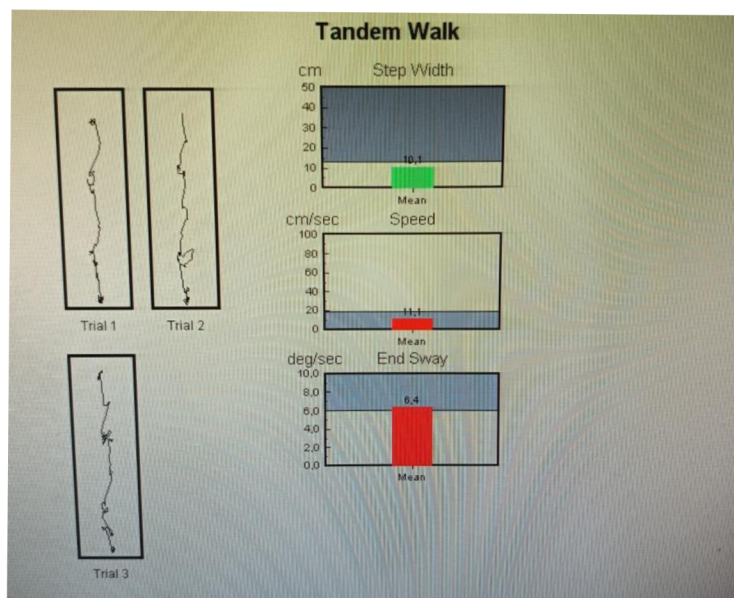 Tandem Walk
cm Step Width
50
40
30
20
10
0
10,1
Mean
cm/sec Speed
100
80
60
40
20
0
11,1
Mean
deg/sec End Sway
10,0
8,0
6,0
4,0
2,0
0,0
6,4
Mean
Trial 1
Trial 2
Trial 3